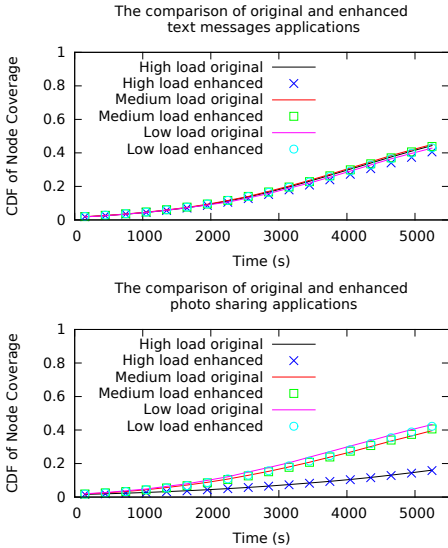 The comparison of original and enhanced
text messages applications
CDF of Node Coverage
1
0.8
0.6
0.4
0.2
0
High load original
High load enhanced
Medium load original
Medium load enhanced
Low load original
Low load enhanced
0 1000 2000 3000 4000 5000
Time (s)
The comparison of original and enhanced
photo sharing applications
CDF of Node Coverage
1
0.8
0.6
0.4
0.2
0
High load original
High load enhanced
Medium load original
Medium load enhanced
Low load original
Low load enhanced
0 1000 2000 3000 4000 5000
Time (s)